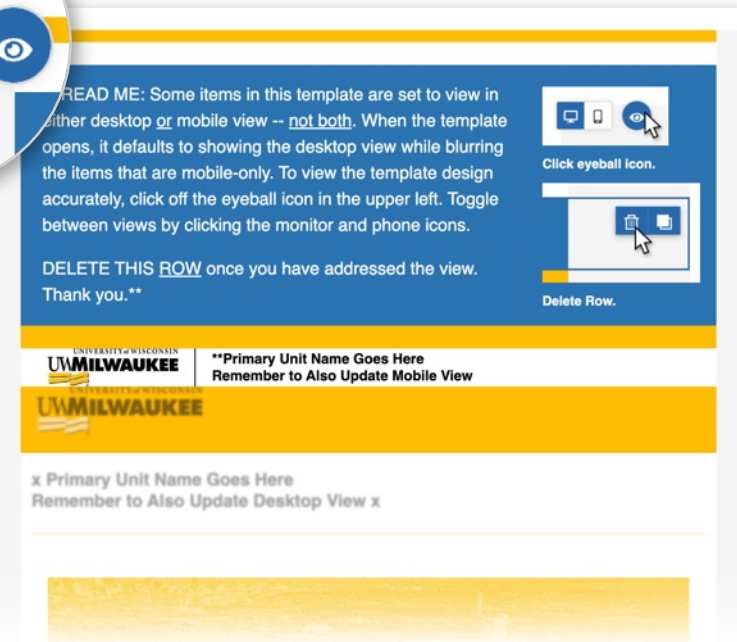 READ ME: Some items in this template are set to view in
either desktop or mobile view -- not both. When the template
opens, it defaults to showing the desktop view while blurring
the items that are mobile-only. To view the template design
accurately, click off the eyeball icon in the upper left. Toggle
between views by clicking the monitor and phone icons.
DELETE THIS ROW once you have addressed the view.
Thank you.**
Click eyeball icon.
Delete Row.
UNIVERSITY of WISCONSIN
UWMILWAUKEE
**Primary Unit Name Goes Here
Remember to Also Update Mobile View
UNIVERSITY of WISCONSIN
UWMILWAUKEE
x Primary Unit Name Goes Here
Remember to Also Update Desktop View x